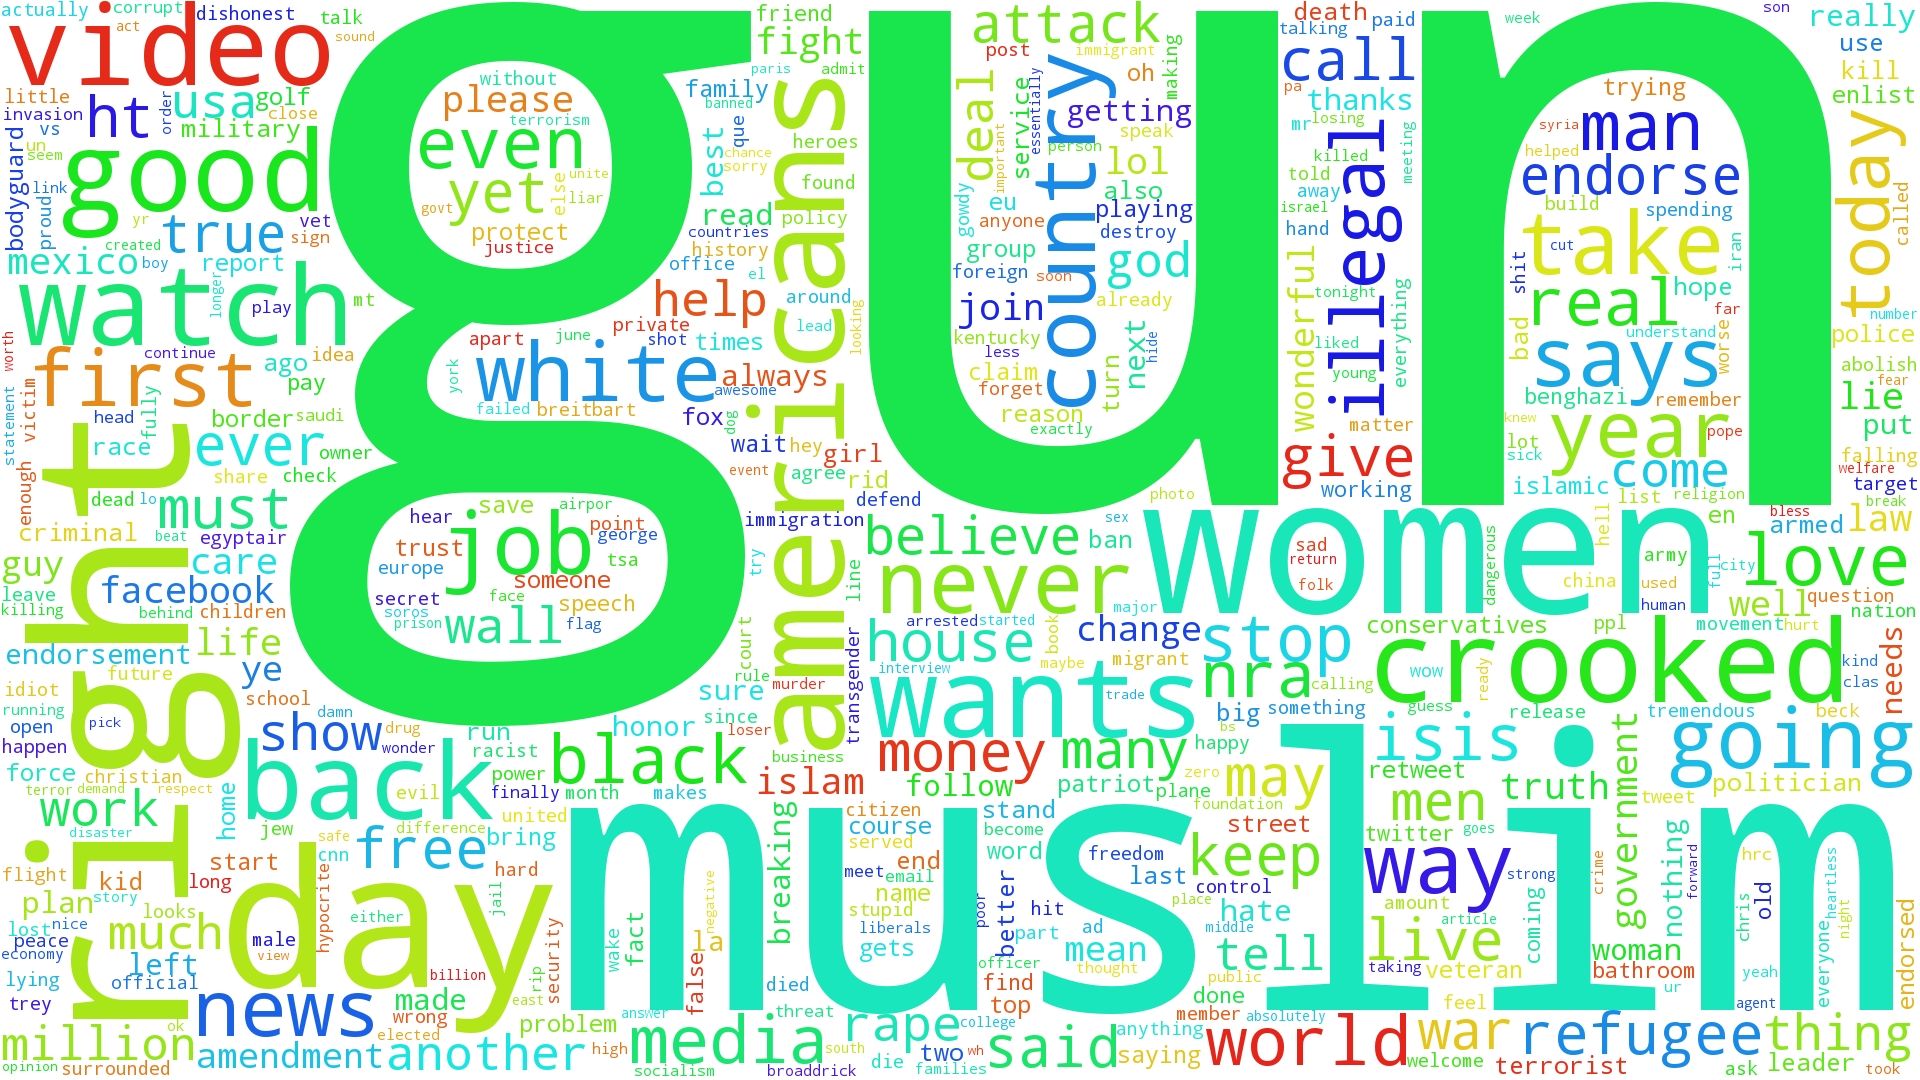 actually corrupt dishonest talk
act sound
video
friend
fight
attack
death
talking paid
week
son
really
use
kill
enlist
little
invasion
vs
un
seem
ht
order
usa golf
close
military
good
bodyguard
proud
link
yr
true
vet
sign
mexico
created
boy
report
longer
play
mt
watch
worth
first
continue
ago
idea
pay
gun
without
please
terrorism
even
yet
else
unite
liar
govt
protect
justice
paris
admit
family
banned
best
que
chance
sorry
heroes
read
found
policy
countries
history
office
el
help
around
private
lead
looking
apart
june
shot
times
white
always
york
awesome
failed breitbart
fox
dog
americans
post
immigrant
oh
making
deal
service
essentially
country
getting
speak
important
person
lol
gowdy
also
eu
playing
anyone
destroy
group
god
foreign
soon
join
already
kentucky
next
hide
less
claim
turn
forget
reason
exactly
call
pa
thanks
mr
losing
killed
told
meeting
away
israel
hand
illegal
wonderful
tonight
liked
young
everything
matter
give
working
trying
syria
man
helped
endorse
build
spending
cut
shit
take
iran
real
hope
far
understand
bad
says
worse
benghazi
remember
knew
year
pope
lot
sick
come
islamic
list
religion
today
called
number
police
abolish
fear
lie
put
falling
welfare
target
break
bless
armed
law
en
statement
victim
enough
head
fully
race
border saudi
ever
owner
share
check
dead
lo
must
criminal
beat
egyptair
guy
care
leave
facebook
killing
behind
children
right
life
endorsement
future
ye
idiot
school
running
open
pick
happen
show
damn
drug
wonder
run
racist
force
christian
back
power
terror
demand
respect
evil
finally
month
work
home
disaster
jew
safe
difference
united
bring
free
cnn
hear
save
airpor
job
point
george
trust
tsa
europe
someone
secret
face
speech
soros
prison
wall
flag
wait
hey
girl
event
agree
rid
defend
immigration
try
line
court
rule
murder
transgender
sure
since
honor
loser
business
black
makes
islam
photo
believe
sex
ban
women
sad
return
folk
dangerous
hell
army
full
city
china
used
human
never
major
love
well
question
nation
house
arrested started
book
change
stop
conservatives
ppl
movement
hurt
interview
maybe
migrant
wants
trade
nra
calling
wow
ready
crooked
kind
clas
needs
guess
release
tremendous
beck
big
something
bs
happy
money
many
isis
going
follow
patriot
plane
zero
may
retweet
truth
government
politician
foundation
tweet
muslim
citizen
course
served
stand
become
word
street
keep
men
twitter
goes
breaking
end
freedom
last
way
strong
crime
nothing
hrc
forward
heartless
meet
email
name
stupid
liberals
poor
better
control
hit
place
hate
amount
article
coming
old
chris
night
gets
part
ad
mean
middle
tell
live
woman
everyone
thought
taking
veteran
bathroom
yeah
endorsed
officer
find
public
feel
ur
agent
died
top
done
member
absolutely
threat
flight
kid
start
long
hard
plan
story
looks
either
jail
hypocrite
lost
nice
much
male
day
peace
economy
view
left
lying
official
billion
security
wake
fact
la
negative
false
rip
east
trey
news
made
wrong
elected
problem
answer
million
ok
amendment
another
high
media
south
rape
college
said
anything
saying
world
war
refugee
thing
opinion surrounded
socialism
broaddrick
die
two
families
wh
welcome
terrorist
ask
leader
took